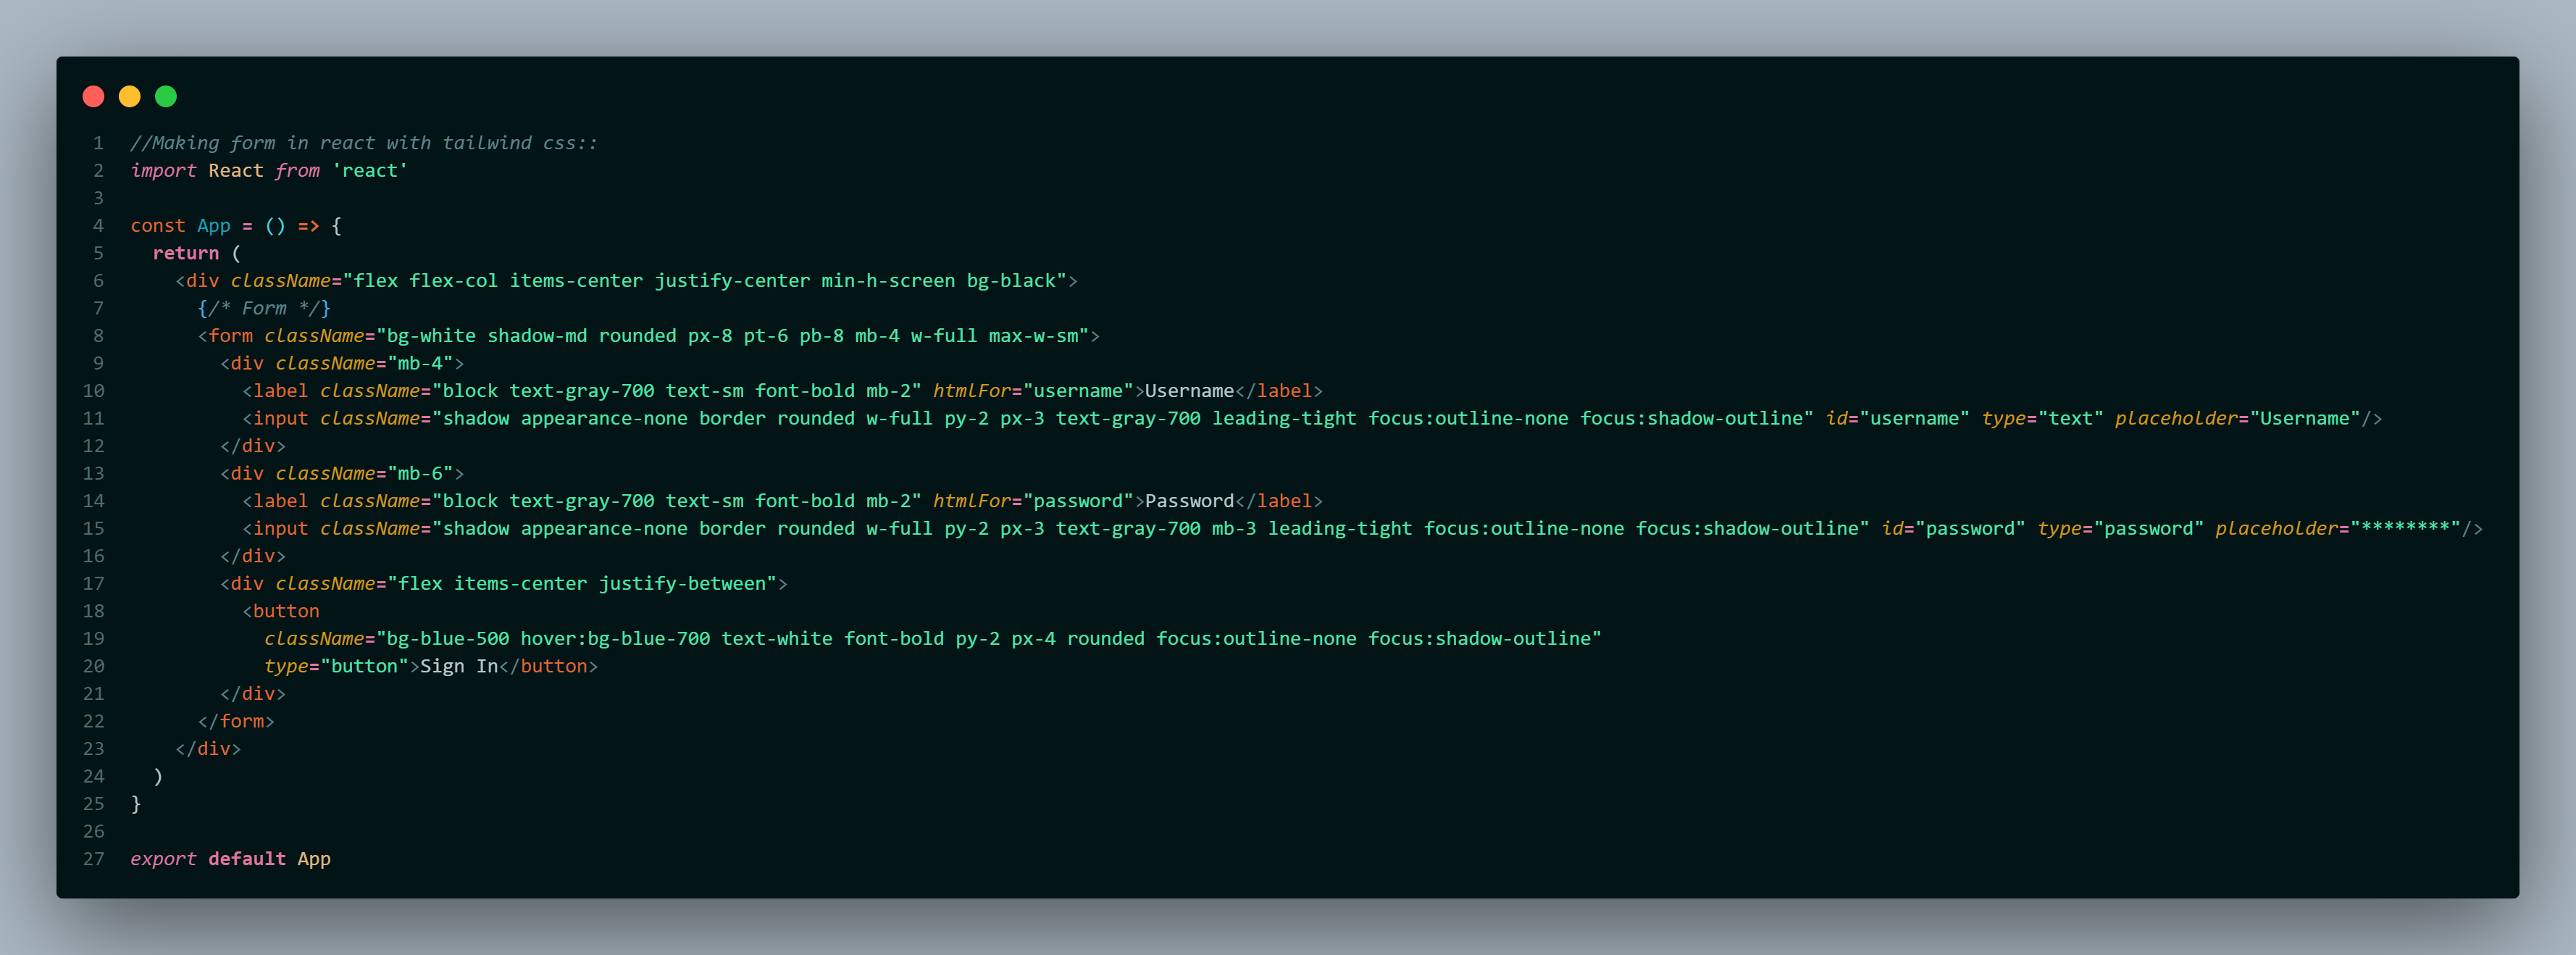 1 //Making form in react with tailwind css::
2 import React from 'react'
3
4 const App = () => {
5   return (
6     <div className="flex flex-col items-center justify-center min-h-screen bg-black">
7       {/* Form */}
8       <form className="bg-white shadow-md rounded px-8 pt-6 pb-8 mb-4 w-full max-w-sm">
9         <div className="mb-4">
10           <label className="block text-gray-700 text-sm font-bold mb-2" htmlFor="username">Username</label>
11           <input className="shadow appearance-none border rounded w-full py-2 px-3 text-gray-700 leading-tight focus:outline-none focus:shadow-outline" id="username" type="text" placeholder="Username"/>
12         </div>
13         <div className="mb-6">
14           <label className="block text-gray-700 text-sm font-bold mb-2" htmlFor="password">Password</label>
15           <input className="shadow appearance-none border rounded w-full py-2 px-3 text-gray-700 mb-3 leading-tight focus:outline-none focus:shadow-outline" id="password" type="password" placeholder="********"/>
16         </div>
17         <div className="flex items-center justify-between">
18           <button
19             className="bg-blue-500 hover:bg-blue-700 text-white font-bold py-2 px-4 rounded focus:outline-none focus:shadow-outline"
20             type="button">Sign In</button>
21         </div>
22       </form>
23     </div>
24   )
25 }
26
27 export default App